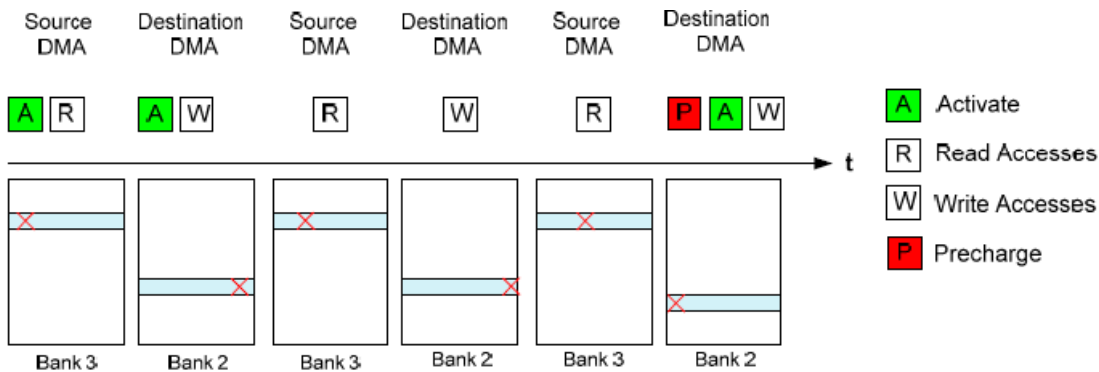 Source
DMA
Destination
DMA
Source
DMA
Destination
DMA
Source
DMA
Destination
DMA
A R
A W
R
W
R
P A W
t
A Activate
R Read Accesses
W Write Accesses
P Precharge
Bank 3
Bank 2
Bank 3
Bank 2
Bank 3
Bank 2